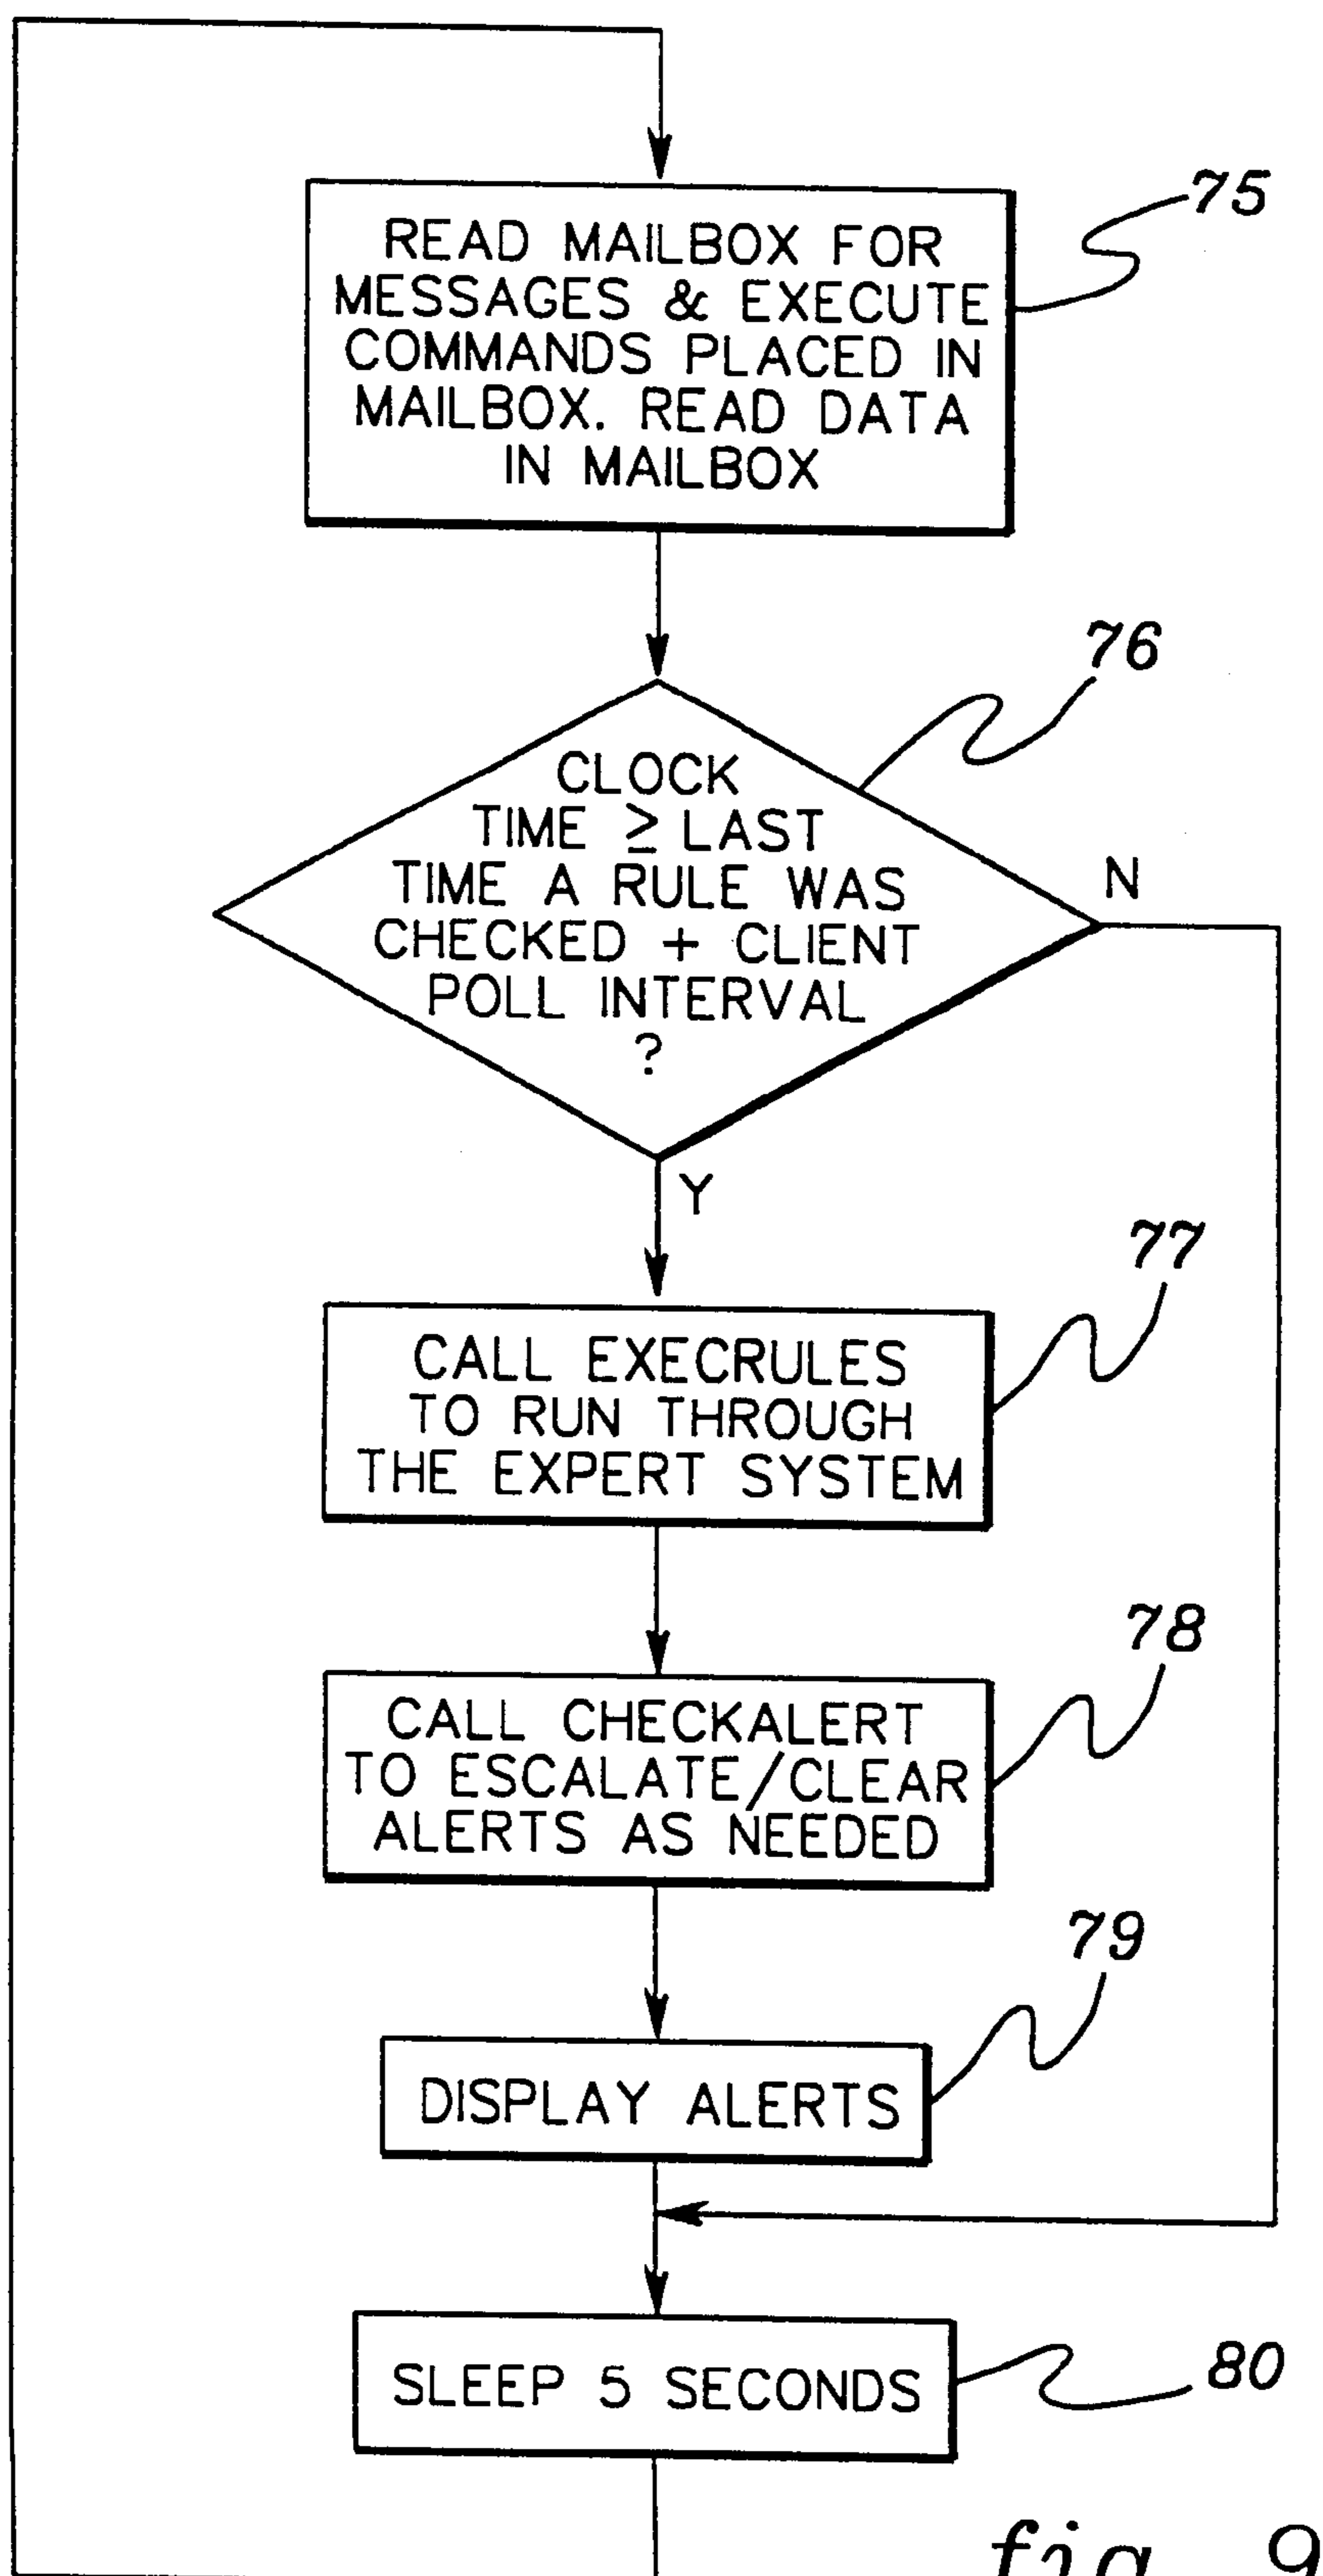 75
READ MAILBOX FOR
MESSAGES & EXECUTE
COMMANDS PLACED IN
MAILBOX. READ DATA
IN MAILBOX
76
CLOCK
TIME ≥ LAST
TIME A RULE WAS
CHECKED + CLIENT
POLL INTERVAL
?
N
Y
77
CALL EXECRULES
TO RUN THROUGH
THE EXPERT SYSTEM
78
CALL CHECKALERT
TO ESCALATE/CLEAR
ALERTS AS NEEDED
79
DISPLAY ALERTS
80
SLEEP 5 SECONDS
fig. 9